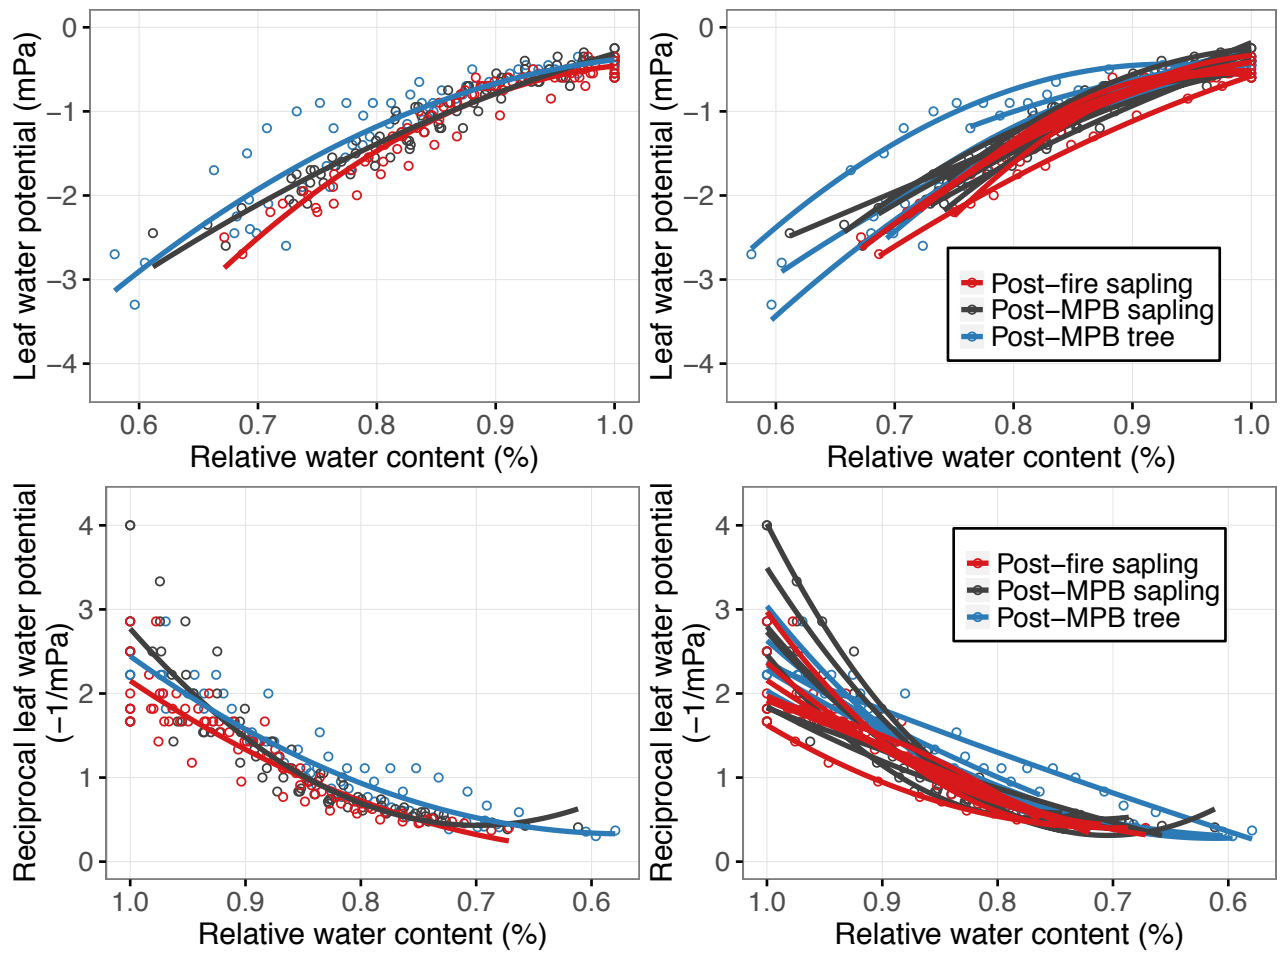 Leaf water potential (mPa)
0
−1
−2
−3
−4
0.6 0.7 0.8 0.9 1.0
Relative water content (%)
Leaf water potential (mPa)
0
−1
−2
−3
−4
Post−fire sapling
Post−MPB sapling
Post−MPB tree
0.6 0.7 0.8 0.9 1.0
Relative water content (%)
Reciprocal leaf water potential
(−1/mPa)
4
3
2
1
0
1.0 0.9 0.8 0.7 0.6
Relative water content (%)
Reciprocal leaf water potential
(−1/mPa)
4
3
2
1
0
Post−fire sapling
Post−MPB sapling
Post−MPB tree
1.0 0.9 0.8 0.7 0.6
Relative water content (%)